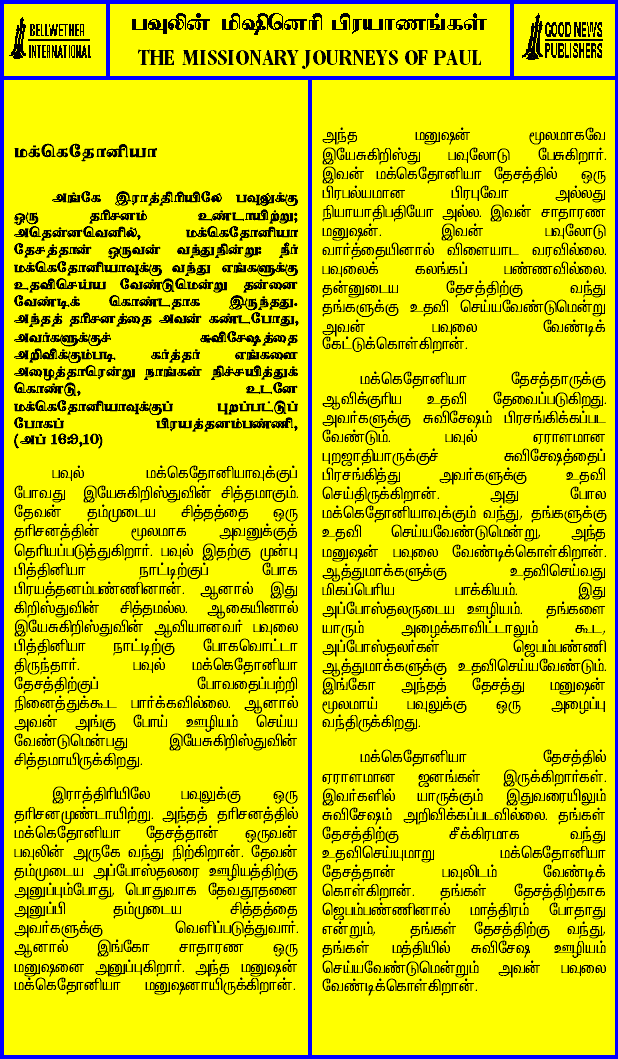 BELLWETHER
INTERNATIONAL
பவுலின் மிஷினெரி பிரயாணங்கள்
THE MISSIONARY JOURNEYS OF PAUL
GOOD NEWS
PUBLISHERS
மக்கெதோனியா
அங்கே இராத்திரியிலே பவுலுக்கு
ஒரு தரிசனம் உண்டாயிற்று;
அதென்னவெனில், மக்கெதோனியா
தேசத்தான் ஒருவன் வந்துநின்று: நீர்
மக்கெதோனியாவுக்கு வந்து எங்களுக்கு
உதவிசெய்ய வேண்டுமென்று தன்னை
வேண்டிக் கொண்டதாக இருந்தது.
அந்தத் தரிசனத்தை அவன் கண்டபோது,
அவர்களுக்குச் சுவிசேஷத்தை
அறிவிக்கும்படி கர்த்தர் எங்களை
அழைத்தாரென்று நாங்கள் நிச்சயித்துக்
கொண்டு, உடனே
மக்கெதோனியாவுக்குப் புறப்பட்டுப்
போகப் பிரயத்தனம்பண்ணி,
(அப் 16:9,10)
பவுல் மக்கெதோனியாவுக்குப்
போவது இயேசுகிறிஸ்துவின் சித்தமாகும்.
தேவன் தம்முடைய சித்தத்தை ஒரு
தரிசனத்தின் மூலமாக அவனுக்குத்
தெரியப்படுத்துகிறார். பவுல் இதற்கு முன்பு
பித்தினியா நாட்டிற்குப் போக
பிரயத்தனம்பண்ணினான். ஆனால் இது
கிறிஸ்துவின் சித்தமல்ல. ஆகையினால்
இயேசுகிறிஸ்துவின் ஆவியானவர் பவுலை
பித்தினியா நாட்டிற்கு போகவொட்டா
திருந்தார். பவுல் மக்கெதோனியா
தேசத்திற்குப் போவதைப்பற்றி
நினைத்துக்கூட பார்க்கவில்லை. ஆனால்
அவன் அங்கு போய் ஊழியம் செய்ய
வேண்டுமென்பது இயேசுகிறிஸ்துவின்
சித்தமாயிருக்கிறது.
இராத்திரியிலே பவுலுக்கு ஒரு
தரிசனமுண்டாயிற்று. அந்தத் தரிசனத்தில்
மக்கெதோனியா தேசத்தான் ஒருவன்
பவுலின் அருகே வந்து நிற்கிறான். தேவன்
தம்முடைய அப்போஸ்தலரை ஊழியத்திற்கு
அனுப்பும்போது, பொதுவாக தேவதூதனை
அனுப்பி தம்முடைய சித்தத்தை
அவர்களுக்கு வெளிப்படுத்துவார்.
ஆனால் இங்கோ சாதாரண ஒரு
மனுஷனை அனுப்புகிறார். அந்த மனுஷன்
மக்கெதோனியா மனுஷனாயிருக்கிறான்.
அந்த மனுஷன் மூலமாகவே
இயேசுகிறிஸ்து பவுலோடு பேசுகிறார்.
இவன் மக்கெதோனியா தேசத்தில் ஒரு
பிரபல்யமான பிரபுவோ அல்லது
நியாயாதிபதியோ அல்ல. இவன் சாதாரண
மனுஷன். இவன் பவுலோடு
வார்த்தையினால் விளையாட வரவில்லை.
பவுலைக் கலங்கப் பண்ணவில்லை.
தன்னுடைய தேசத்திற்கு வந்து
தங்களுக்கு உதவி செய்யவேண்டுமென்று
அவன் பவுலை வேண்டிக்
கேட்டுக்கொள்கிறான்.
மக்கெதோனியா தேசத்தாருக்கு
ஆவிக்குரிய உதவி தேவைப்படுகிறது.
அவர்களுக்கு சுவிசேஷம் பிரசங்கிக்கப்பட
வேண்டும். பவுல் ஏராளமான
புறஜாதியாருக்குச் சுவிசேஷத்தைப்
பிரசங்கித்து அவர்களுக்கு உதவி
செய்திருக்கிறான். அது போல
மக்கெதோனியாவுக்கும் வந்து, தங்களுக்கு
உதவி செய்யவேண்டுமென்று, அந்த
மனுஷன் பவுலை வேண்டிக்கொள்கிறான்.
ஆத்துமாக்களுக்கு உதவிசெய்வது
மிகப்பெரிய பாக்கியம். இது
அப்போஸ்தலருடைய ஊழியம். தங்களை
யாரும் அழைக்காவிட்டாலும் கூட,
அப்போஸ்தலர்கள் ஜெபம்பண்ணி
ஆத்துமாக்களுக்கு உதவிசெய்யவேண்டும்.
இங்கோ அந்தத் தேசத்து மனுஷன்
மூலமாய் பவுலுக்கு ஒரு அழைப்பு
வந்திருக்கிறது.
மக்கெதோனியா தேசத்தில்
ஏராளமான ஜனங்கள் இருக்கிறார்கள்.
இவர்களில் யாருக்கும் இதுவரையிலும்
சுவிசேஷம் அறிவிக்கப்படவில்லை. தங்கள்
தேசத்திற்கு சீக்கிரமாக வந்து
உதவிசெய்யுமாறு மக்கெதோனியா
தேசத்தான் பவுலிடம் வேண்டிக்
கொள்கிறான். தங்கள் தேசத்திற்காக
ஜெபம்பண்ணினால் மாத்திரம் போதாது
என்றும், தங்கள் தேசத்திற்கு வந்து,
தங்கள் மத்தியில் சுவிசேஷ ஊழியம்
செய்யவேண்டுமென்றும் அவன் பவுலை
வேண்டிக்கொள்கிறான்.